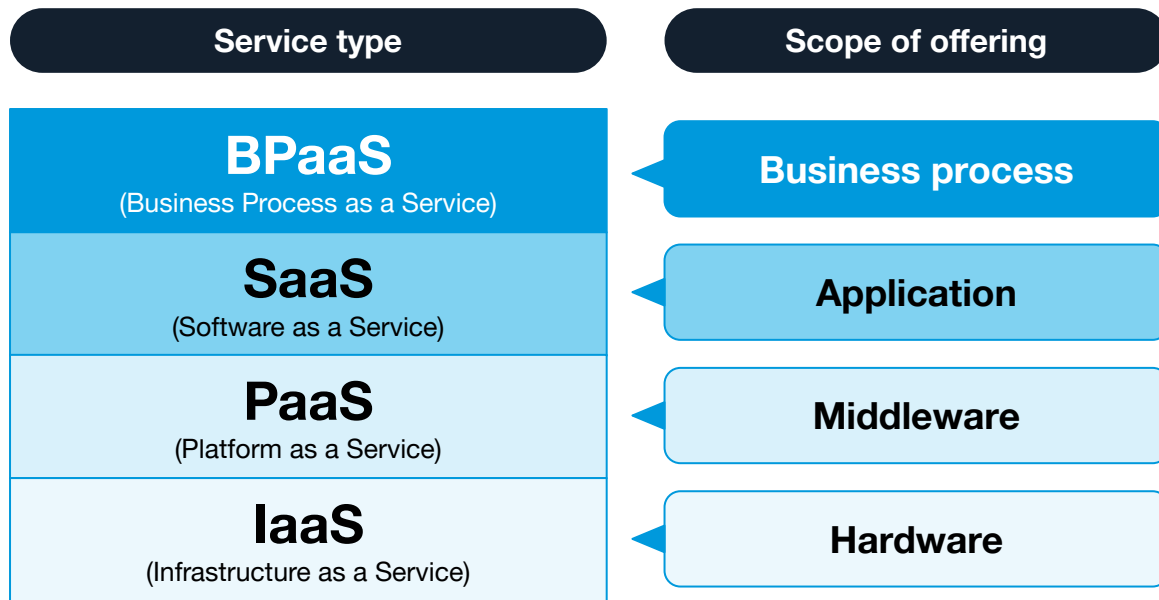 Service type
Scope of offering
BPaaS
(Business Process as a Service)
Business process
SaaS
(Software as a Service)
Application
PaaS
(Platform as a Service)
Middleware
IaaS
(Infrastructure as a Service)
Hardware